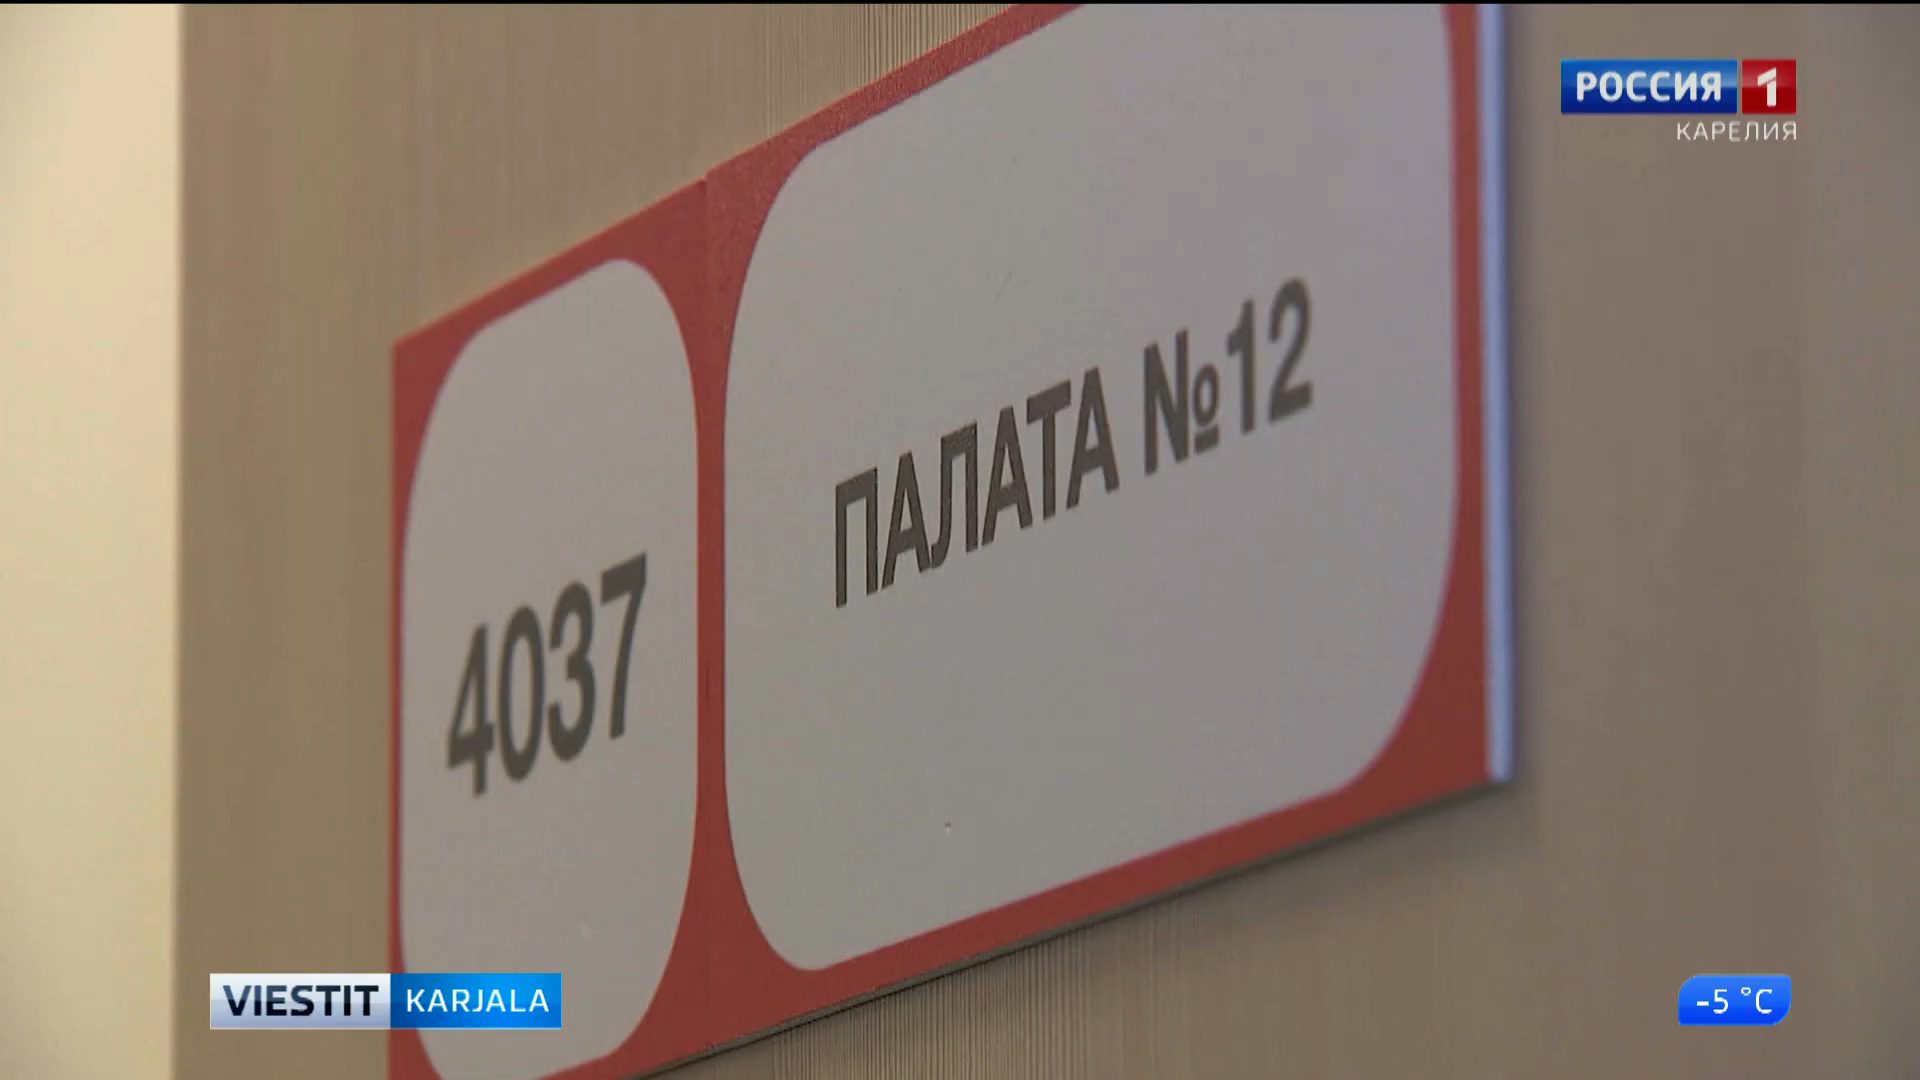 РОССИЯ 1
КАРЕЛИЯ
4037
ПАЛАТА №12
VIESTIT KARJALA
-5 °C